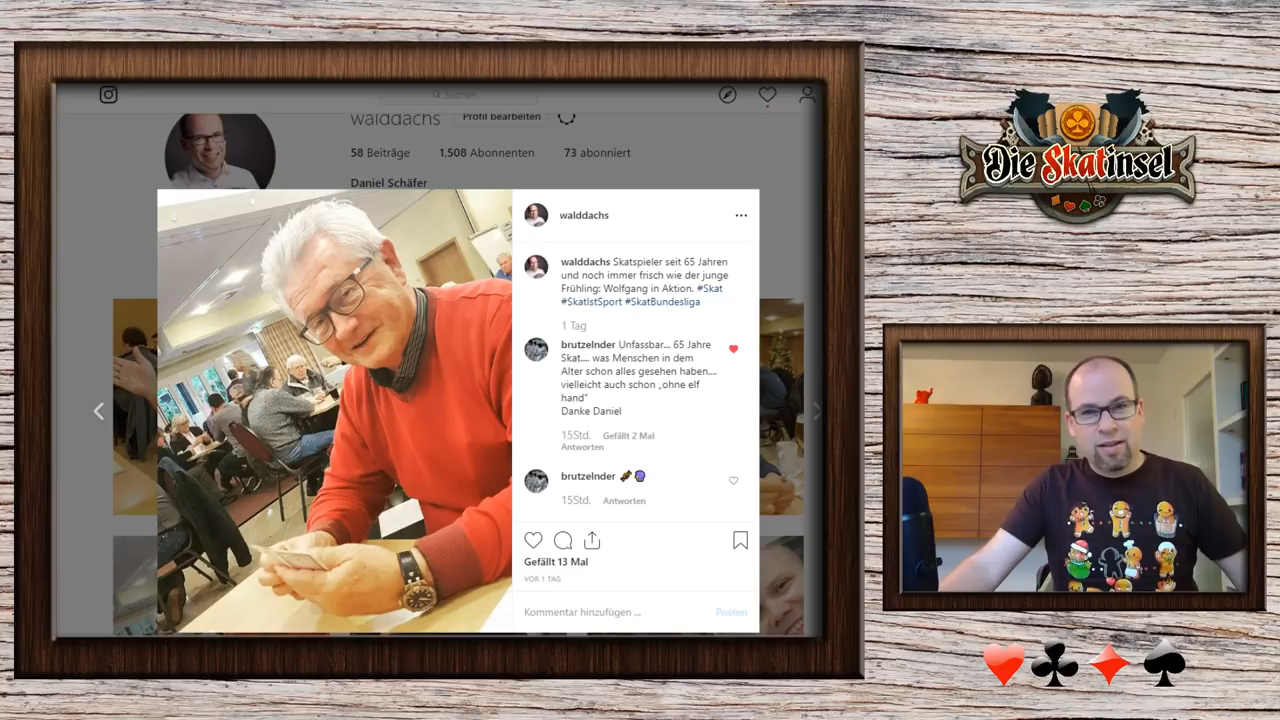 Suchen
walddachs Profil bearbeiten
58 Beiträge 1.508 Abonnenten 73 abonniert
Daniel Schäfer
walddachs
walddachs Skatspieler seit 65 Jahren
und noch immer frisch wie der junge
Frühling: Wolfgang in Aktion. #Skat
#SkatIstSport #SkatBundesliga
1 Tag
brutzelnder Unfassbar... 65 Jahre
Skat.... was Menschen in dem
Alter schon alles gesehen haben....
vielleicht auch schon „ohne elf
hand"
Danke Daniel
15Std. Gefällt 2 Mal
Antworten
brutzelnder
15Std. Antworten
Gefällt 13 Mal
VOR 1 TAG
Kommentar hinzufügen ... Posten
Die Skatinsel